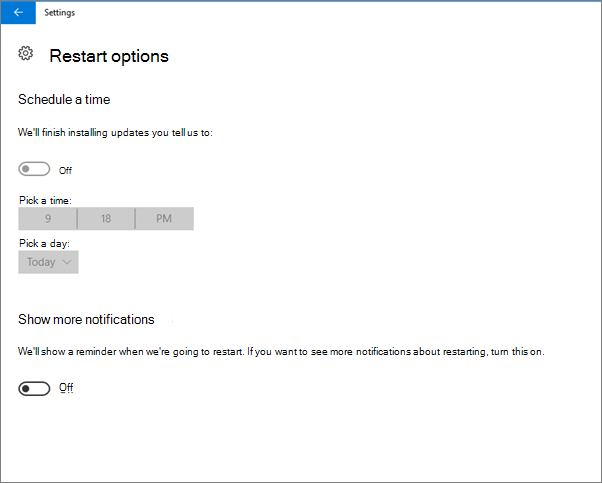 Settings
Restart options
Schedule a time
We'll finish installing updates you tell us to:
Off
Pick a time:
9 18 PM
Pick a day:
Today
Show more notifications
We'll show a reminder when we're going to restart. If you want to see more notifications about restarting, turn this on.
Off